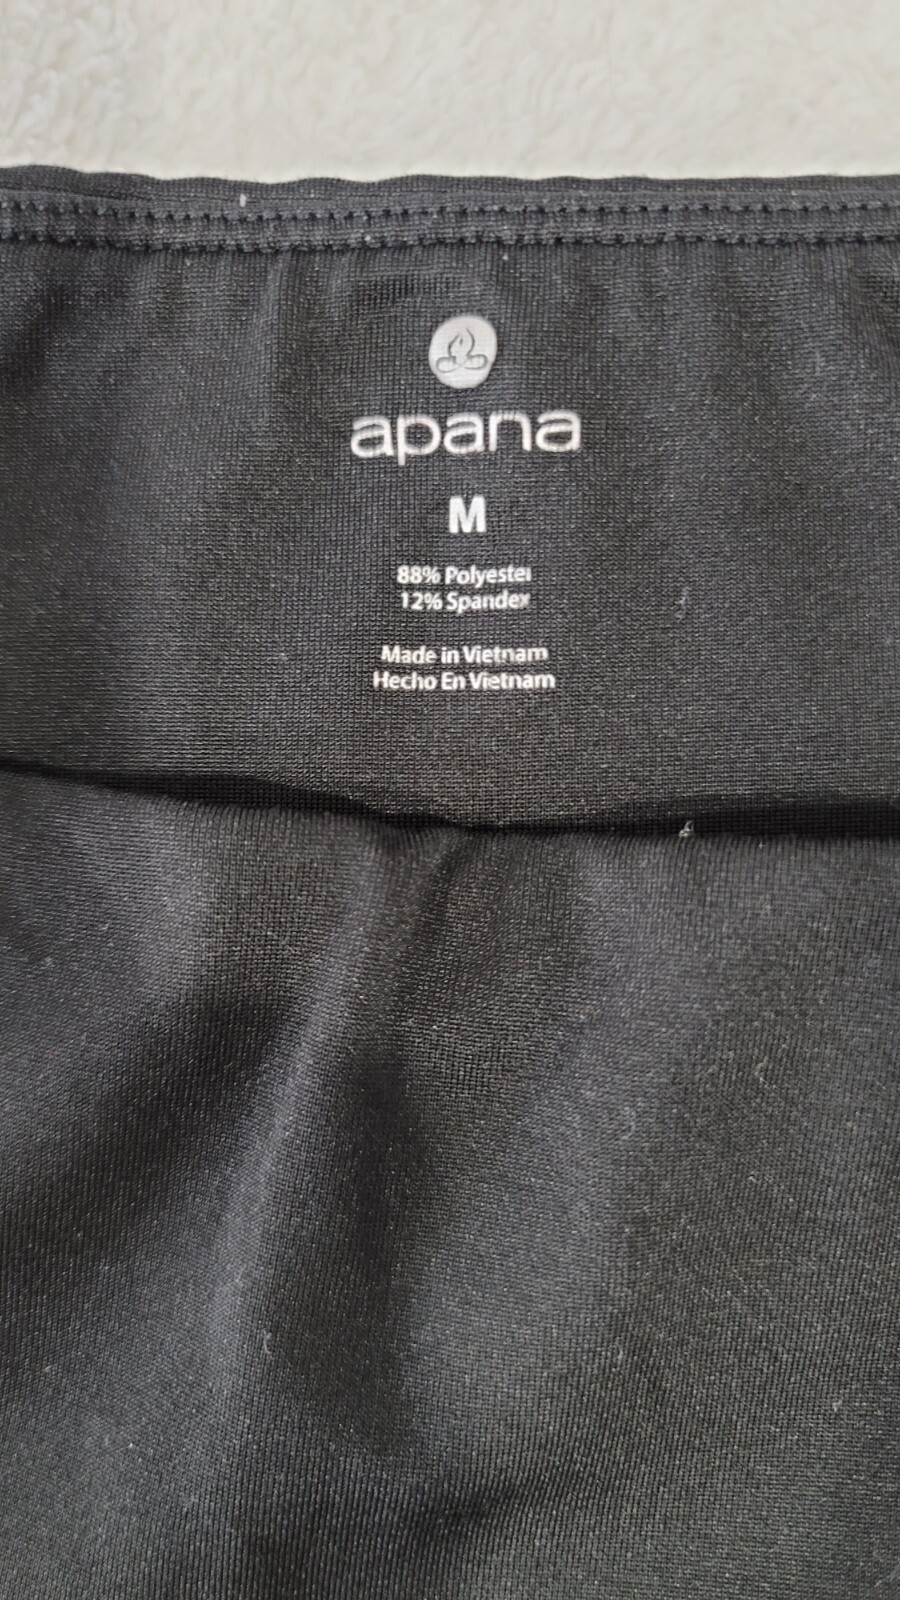 apana
M
88% Polyester
12% Spandex
Made in Vietnam
Hecho En Vietnam